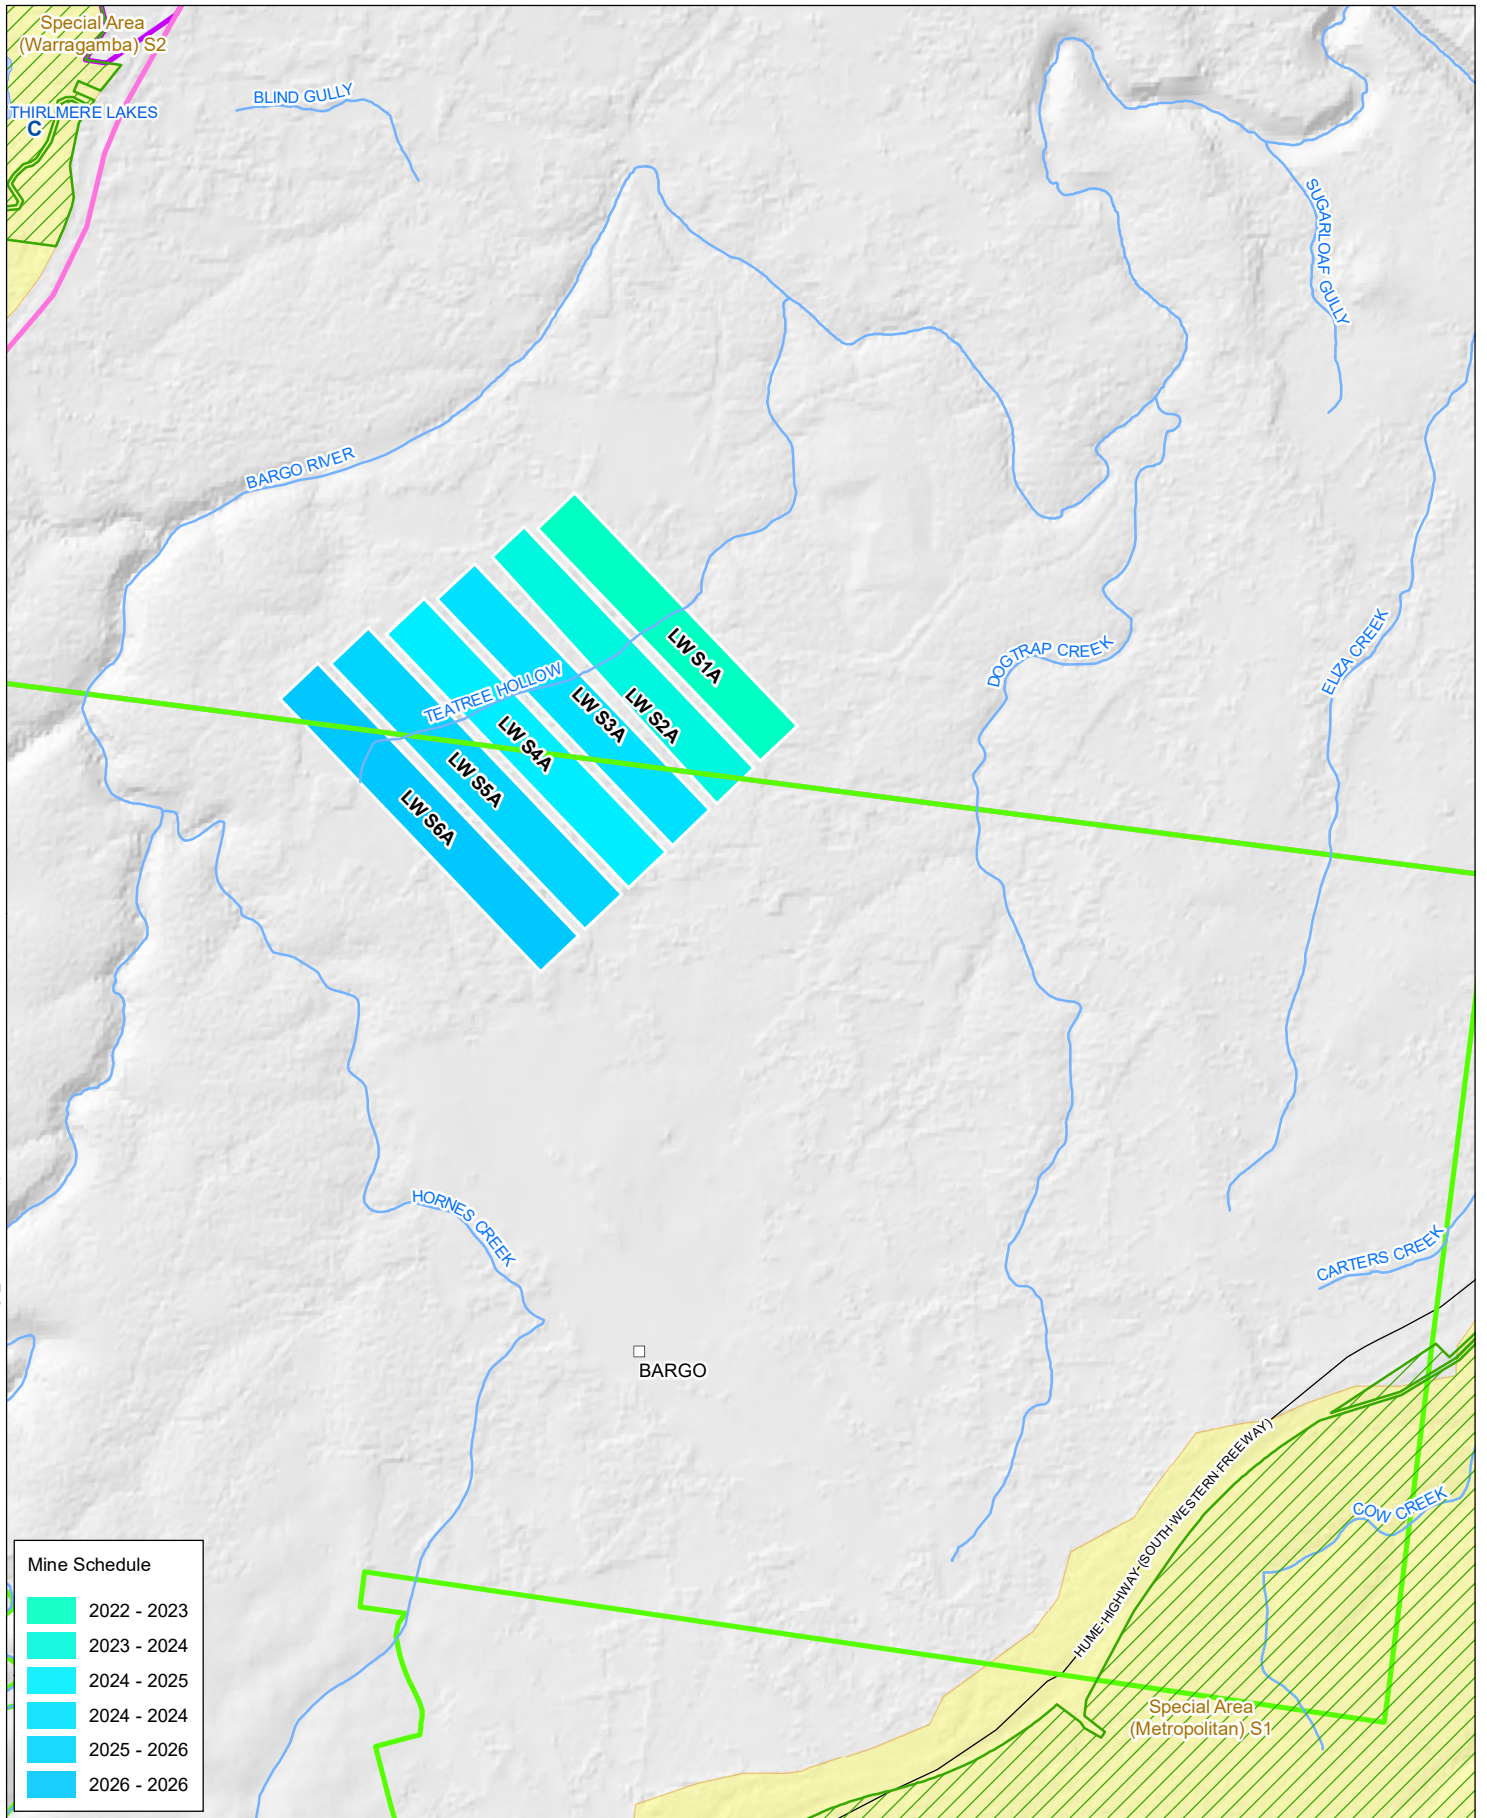 Special Area
(Warragamba) S2
THIRLMERE LAKES
C
BLIND GULLY
SUGARLOAF GULLY
BARGO RIVER
TEATREE HOLLOW
LW S1A
LW S2A
LW S3A
LW S4A
LW S5A
LW S6A
DOGTRAP CREEK
ELIZA CREEK
HORNES CREEK
CARTERS CREEK
BARGO
HUME HIGHWAY (SOUTH WESTERN FREEWAY)
COW CREEK
Special Area
(Metropolitan) S1
Mine Schedule
2022 - 2023
2023 - 2024
2024 - 2025
2024 - 2024
2025 - 2026
2026 - 2026